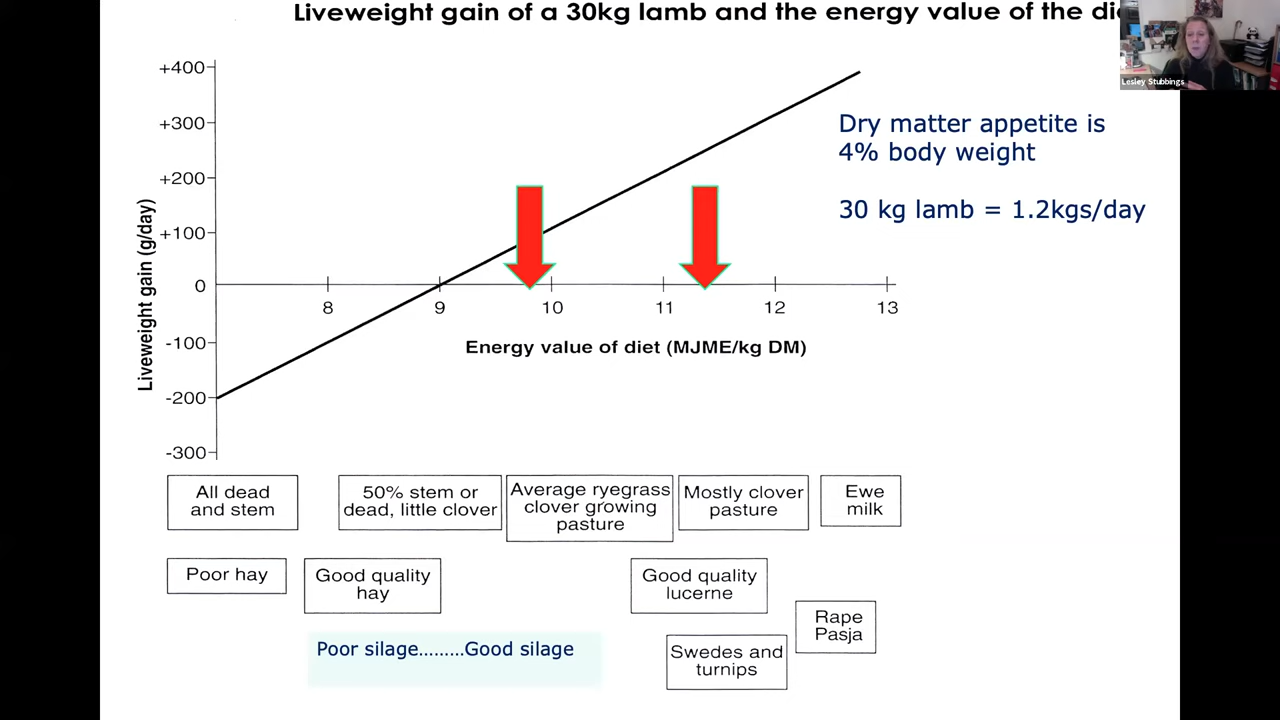 Liveweight gain of a 30kg lamb and the energy value of the
Lesley Stubbings
+400
+300
+200
+100
0
-100
-200
-300
Liveweight gain (g/day)
8
9
10
11
12
13
Energy value of diet (MJME/kg DM)
Dry matter appetite is
4% body weight
30 kg lamb = 1.2kgs/day
All dead
and stem
50% stem or
dead, little clover
Average ryegrass
clover growing
pasture
Mostly clover
pasture
Ewe
milk
Poor hay
Good quality
hay
Good quality
lucerne
Rape
Pasja
Poor silage.........Good silage
Swedes and
turnips